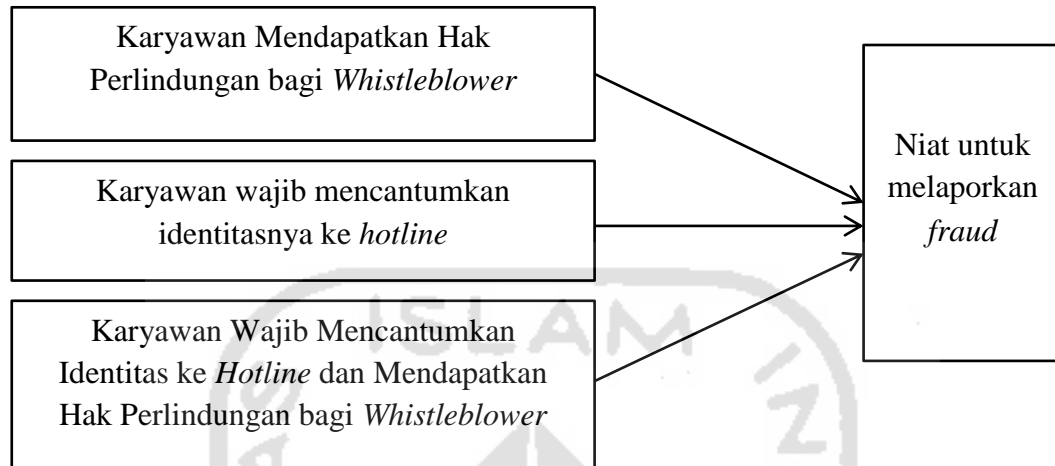 Karyawan Mendapatkan Hak
Perlindungan bagi Whistleblower
Karyawan wajib mencantumkan
identitasnya ke hotline
Karyawan Wajib Mencantumkan
Identitas ke Hotline dan Mendapatkan
Hak Perlindungan bagi Whistleblower
Niat untuk
melaporkan
fraud
ISLAM